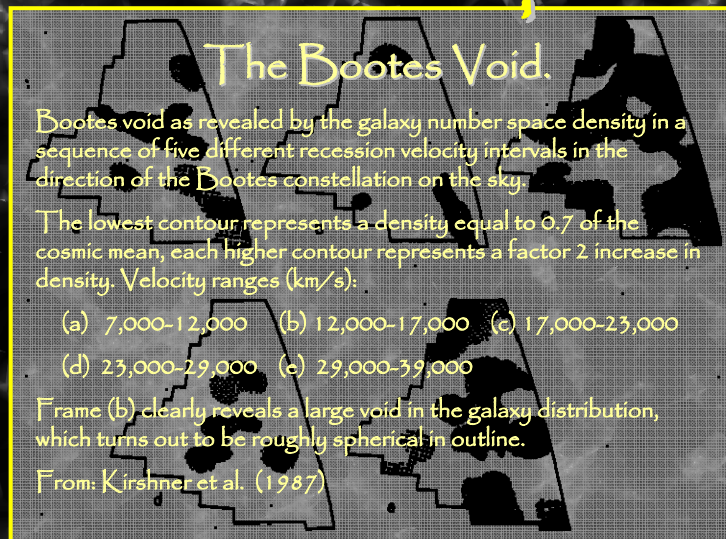 The Bootes Void.
Bootes void as revealed by the galaxy number space density in a
sequence of five different recession velocity intervals in the
direction of the Bootes constellation on the sky.
The lowest contour represents a density equal to 0.7 of the
cosmic mean, each higher contour represents a factor 2 increase in
density. Velocity ranges (km/s):
(a) 7,000-12,000 (b) 12,000-17,000 (c) 17,000-23,000
(d) 23,000-29,000 (e) 29,000-39,000
Frame (b) clearly reveals a large void in the galaxy distribution,
which turns out to be roughly spherical in outline.
From: Kirshner et al. (1987)
d
e